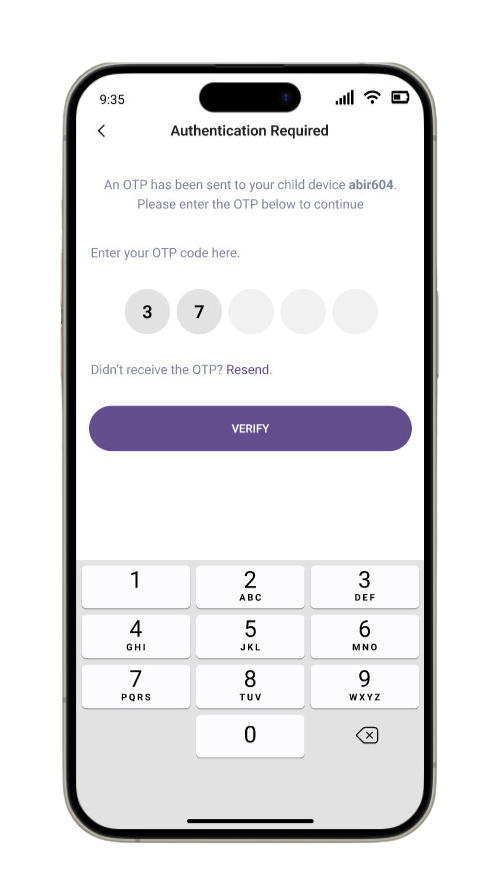 9:35
Authentication Required
An OTP has been sent to your child device abir604.
Please enter the OTP below to continue
Enter your OTP code here.
3 7
Didn't receive the OTP? Resend.
VERIFY
1 2 3
ABC DEF
4 5 6
GHI JKL MNO
7 8 9
PQRS TUV WXYZ
0